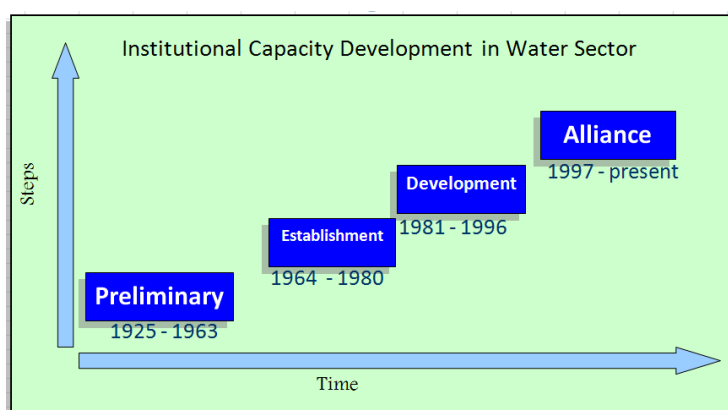 Institutional Capacity Development in Water Sector
Alliance
1997 - present
Development
1981 - 1996
Establishment
1964 - 1980
Preliminary
1925 - 1963
Steps
Time